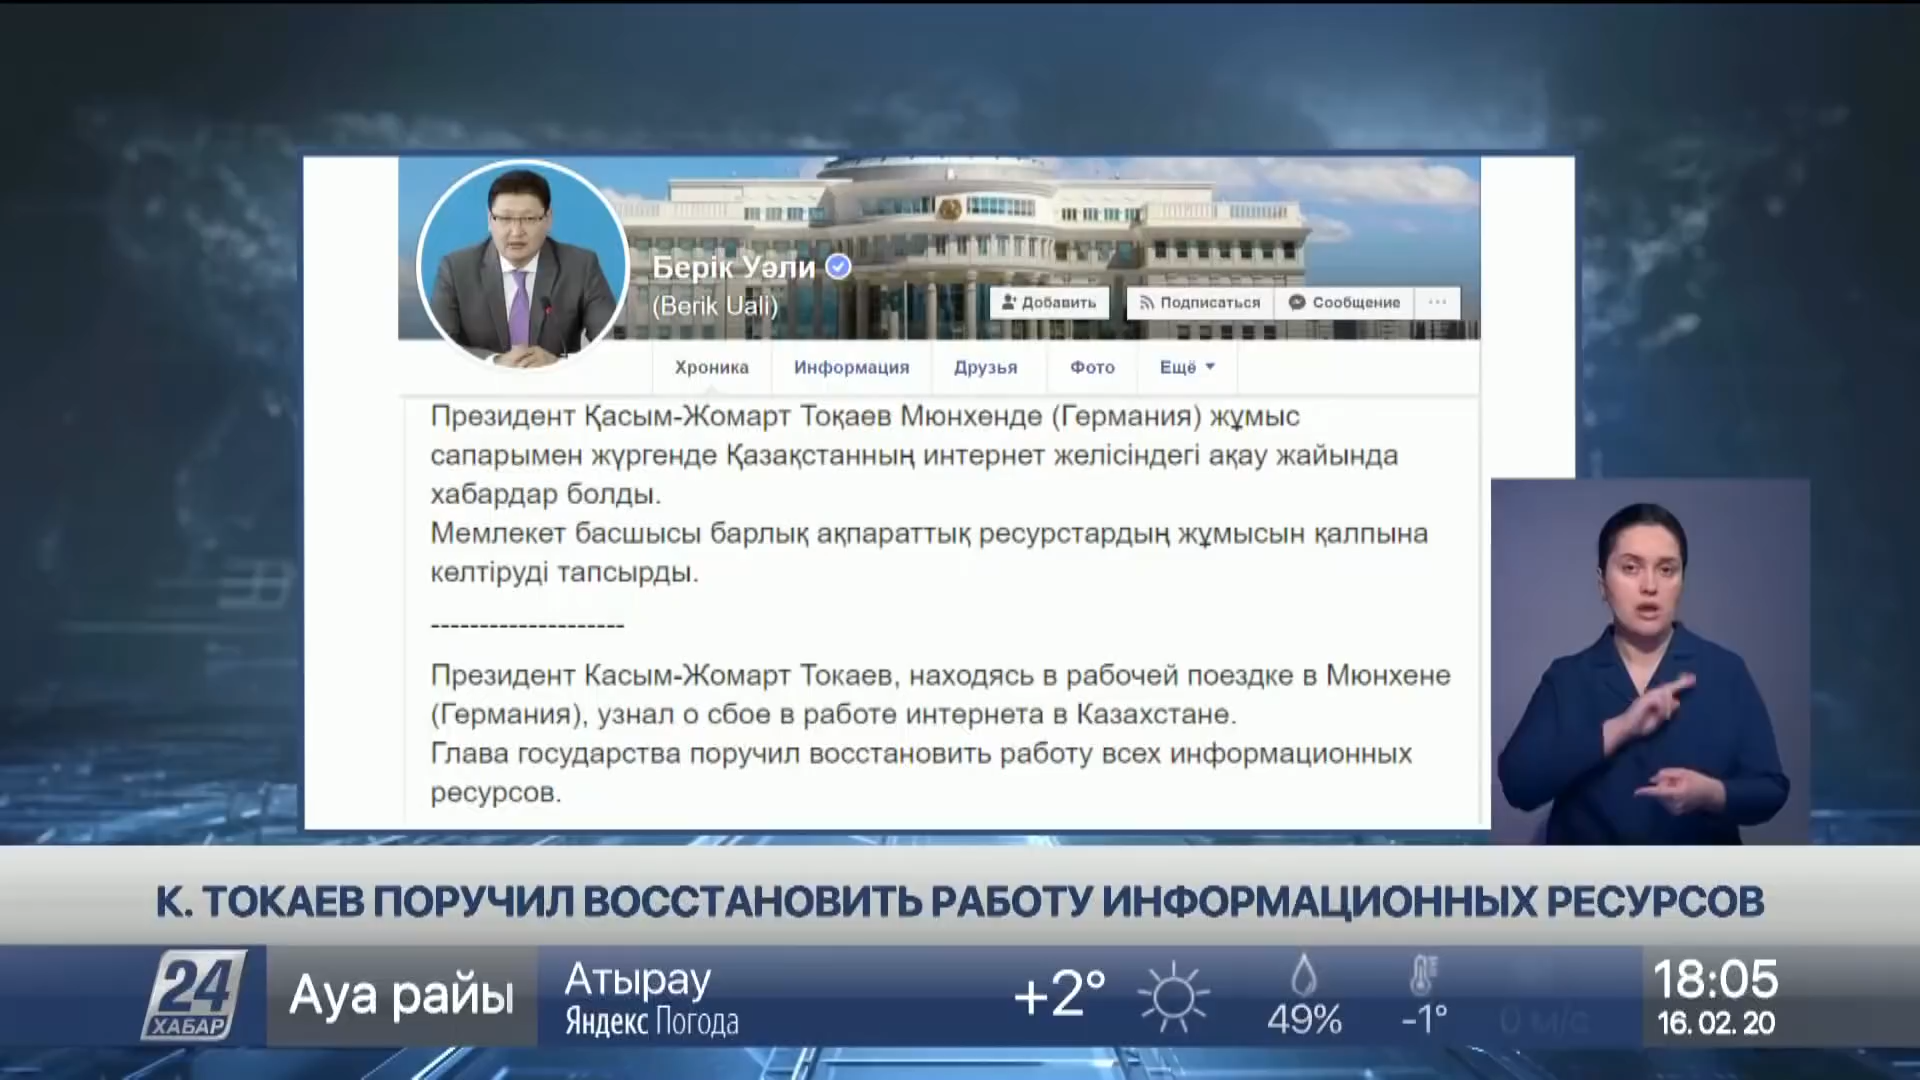 Берік Уәли
(Berik Uali)
Добавить
Подписаться
Сообщение
Хроника
Информация
Друзья
Фото
Ещё
Президент Қасым-Жомарт Тоқаев Мюнхенде (Германия) жұмыс
сапарымен жүргенде Қазақстанның интернет желісіндегі ақау жайында
хабардар болды.
Мемлекет басшысы барлық ақпараттық ресурстардың жұмысын қалпына
келтіруді тапсырды.
--------------------
Президент Касым-Жомарт Токаев, находясь в рабочей поездке в Мюнхене
(Германия), узнал о сбое в работе интернета в Казахстане.
Глава государства поручил восстановить работу всех информационных
ресурсов.
К. ТОКАЕВ ПОРУЧИЛ ВОССТАНОВИТЬ РАБОТУ ИНФОРМАЦИОННЫХ РЕСУРСОВ
24
ХАБАР
Ауа райы
Атырау
Яндекс Погода
+2°
49%
-1°
0 м/с
18:05
16. 02. 20